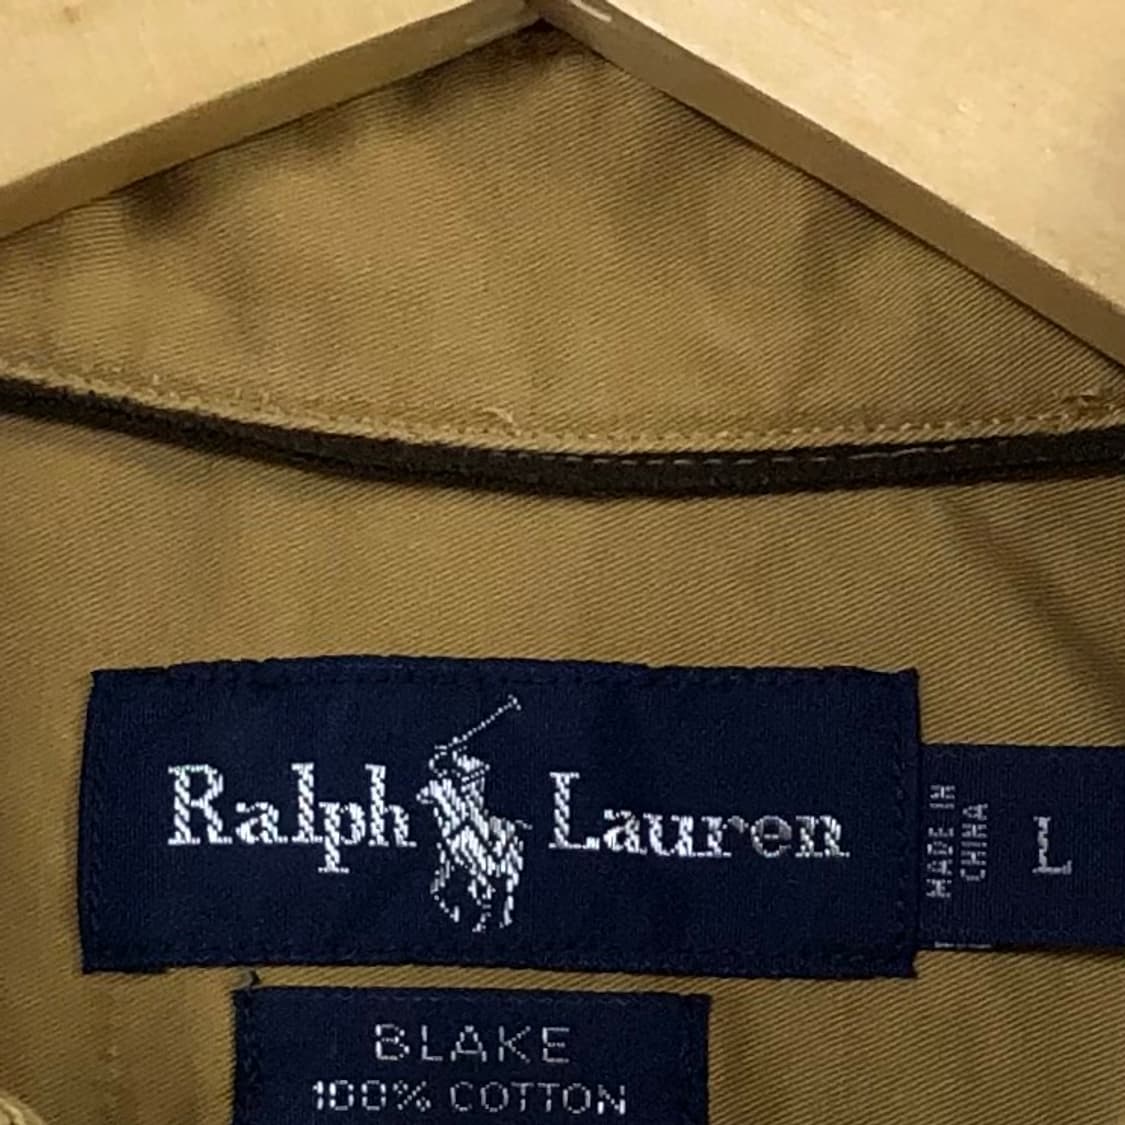 Ralph Lauren
MADE IN
CHINA
L
BLAKE
100% COTTON